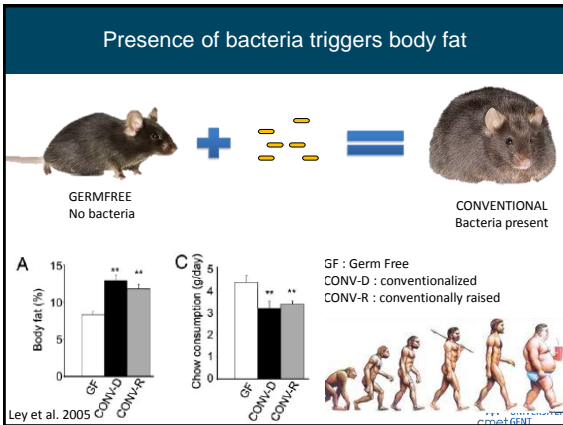 Presence of bacteria triggers body fat
GERMFREE
No bacteria
CONVENTIONAL
Bacteria present
A
Body fat (%)
15
10
5
GF
CONV-D
CONV-R
**
**
C
Chow consumption (g/day)
5
4
3
2
1
0
GF
CONV-D
CONV-R
**
**
GF : Germ Free
CONV-D : conventionalized
CONV-R : conventionally raised
Ley et al. 2005
cmet GENT